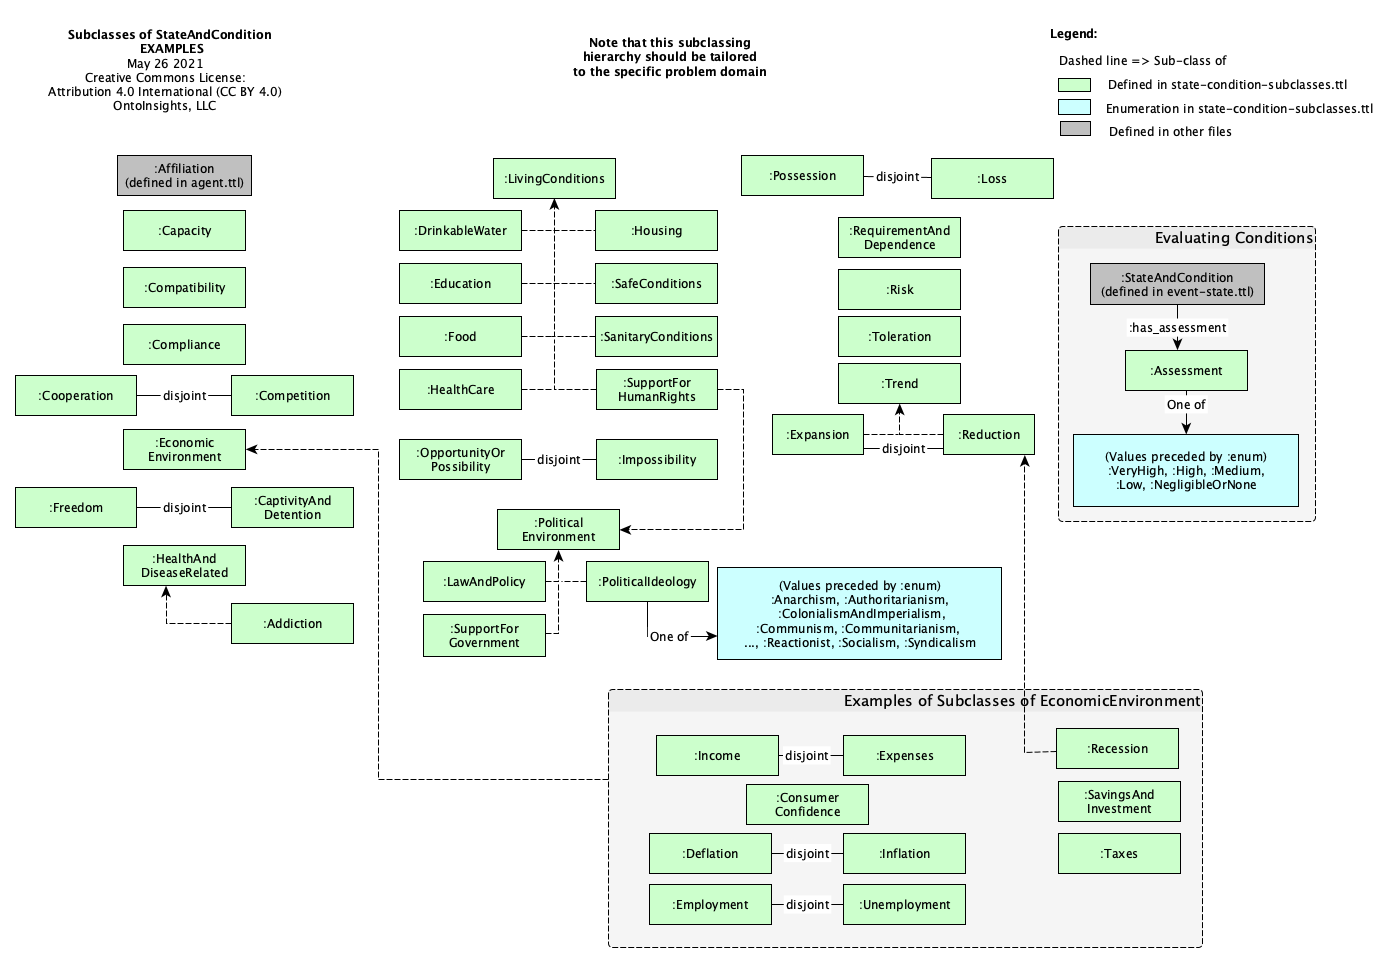 Subclasses of StateAndCondition
EXAMPLES
May 26 2021
Creative Commons License:
Attribution 4.0 International (CC BY 4.0)
OntoInsights, LLC
Note that this subclassing
hierarchy should be tailored
to the specific problem domain
Legend:
Dashed line => Sub-class of
Defined in state-condition-subclasses.ttl
Enumeration in state-condition-subclasses.ttl
Defined in other files
:Affiliation
(defined in agent.ttl)
:Capacity
:Compatibility
:Compliance
:Cooperation
disjoint
:Competition
:Economic
Environment
:Freedom
disjoint
:CaptivityAnd
Detention
:HealthAnd
DiseaseRelated
:Addiction
:LivingConditions
:DrinkableWater
:Housing
:Education
:SafeConditions
:Food
:SanitaryConditions
:HealthCare
:SupportFor
HumanRights
:OpportunityOr
Possibility
disjoint
:Impossibility
:Political
Environment
:LawAndPolicy
:PoliticalIdeology
:SupportFor
Government
One of
(Values preceded by :enum)
:Anarchism, :Authoritarianism,
:ColonialismAndImperialism,
:Communism, :Communitarianism,
..., :Reactionist, :Socialism, :Syndicalism
:Possession
disjoint
:Loss
:RequirementAnd
Dependence
:Risk
:Toleration
:Trend
:Expansion
disjoint
:Reduction
Evaluating Conditions
:StateAndCondition
(defined in event-state.ttl)
:has_assessment
:Assessment
One of
(Values preceded by :enum)
:VeryHigh, :High, :Medium,
:Low, :NegligibleOrNone
Examples of Subclasses of EconomicEnvironment
:Income
disjoint
:Expenses
:Recession
:Consumer
Confidence
:SavingsAnd
Investment
:Deflation
disjoint
:Inflation
:Taxes
:Employment
disjoint
:Unemployment